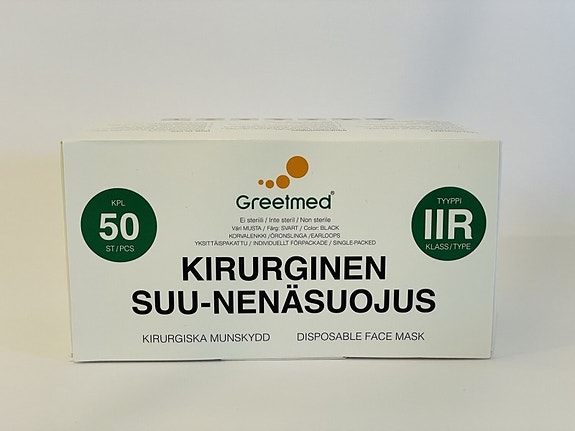 KPL
50
ST/PCS
Greetmed®
Ei steriili / Inte steril / Non sterile
Väri MUSTA / Färg: SVART / Color: BLACK
KORVALENKKI /ÖRONSLINGA /EARLOOPS
YKSITTÄISPAKATTU / INDIVIDUELLT FÖRPACKADE / SINGLE-PACKED
TYYPPI
IIR
KLASS/TYPE
KIRURGINEN
SUU-NENÄSUOJUS
KIRURGISKA MUNSKYDD DISPOSABLE FACE MASK